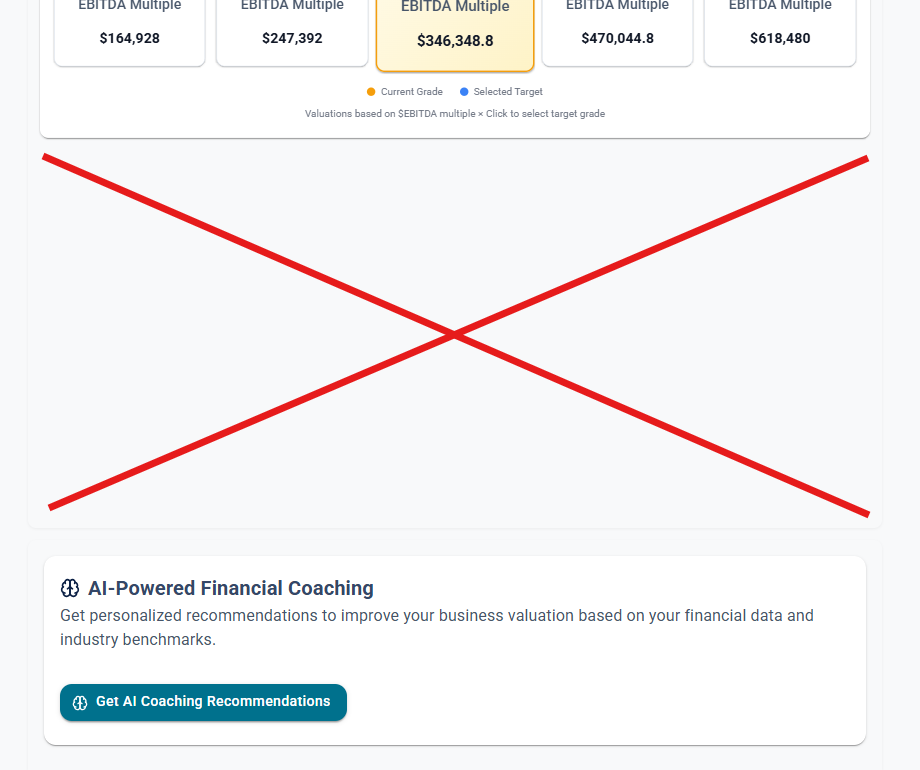 EBITDA Multiple EBITDA Multiple EBITDA Multiple EBITDA Multiple EBITDA Multiple
$164,928 $247,392 $346,348.8 $470,044.8 $618,480
Current Grade Selected Target
Valuations based on $EBITDA multiple × Click to select target grade
AI-Powered Financial Coaching
Get personalized recommendations to improve your business valuation based on your financial data and
industry benchmarks.
Get AI Coaching Recommendations